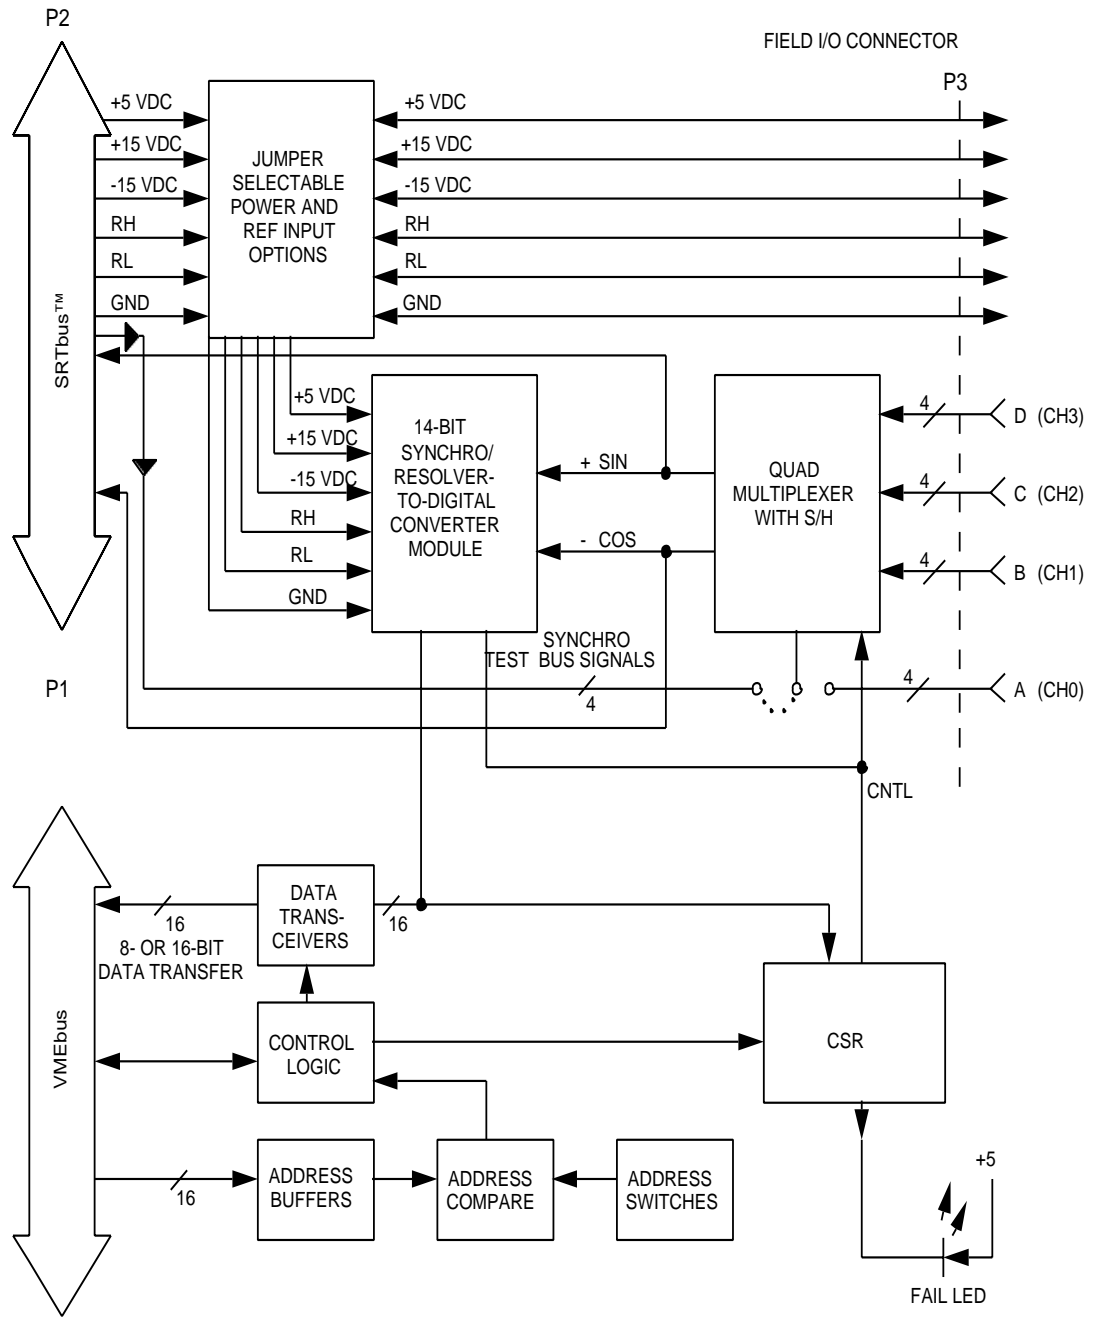 P2
FIELD I/O CONNECTOR
P3
+5 VDC
+15 VDC
-15 VDC
RH
RL
GND
JUMPER
SELECTABLE
POWER AND
REF INPUT
OPTIONS
+5 VDC
+15 VDC
-15 VDC
RH
RL
GND
SRTbus™
+5 VDC
+15 VDC
-15 VDC
RH
RL
GND
14-BIT
SYNCHRO/
RESOLVER-
TO-DIGITAL
CONVERTER
MODULE
+ SIN
- COS
QUAD
MULTIPLEXER
WITH S/H
4
D (CH3)
4
C (CH2)
4
B (CH1)
4
A (CH0)
SYNCHRO
TEST BUS SIGNALS
4
P1
CNTL
VMEbus
16
8- OR 16-BIT
DATA TRANSFER
DATA
TRANS-
CEIVERS
16
CONTROL
LOGIC
CSR
16
ADDRESS
BUFFERS
ADDRESS
COMPARE
ADDRESS
SWITCHES
+5
FAIL LED